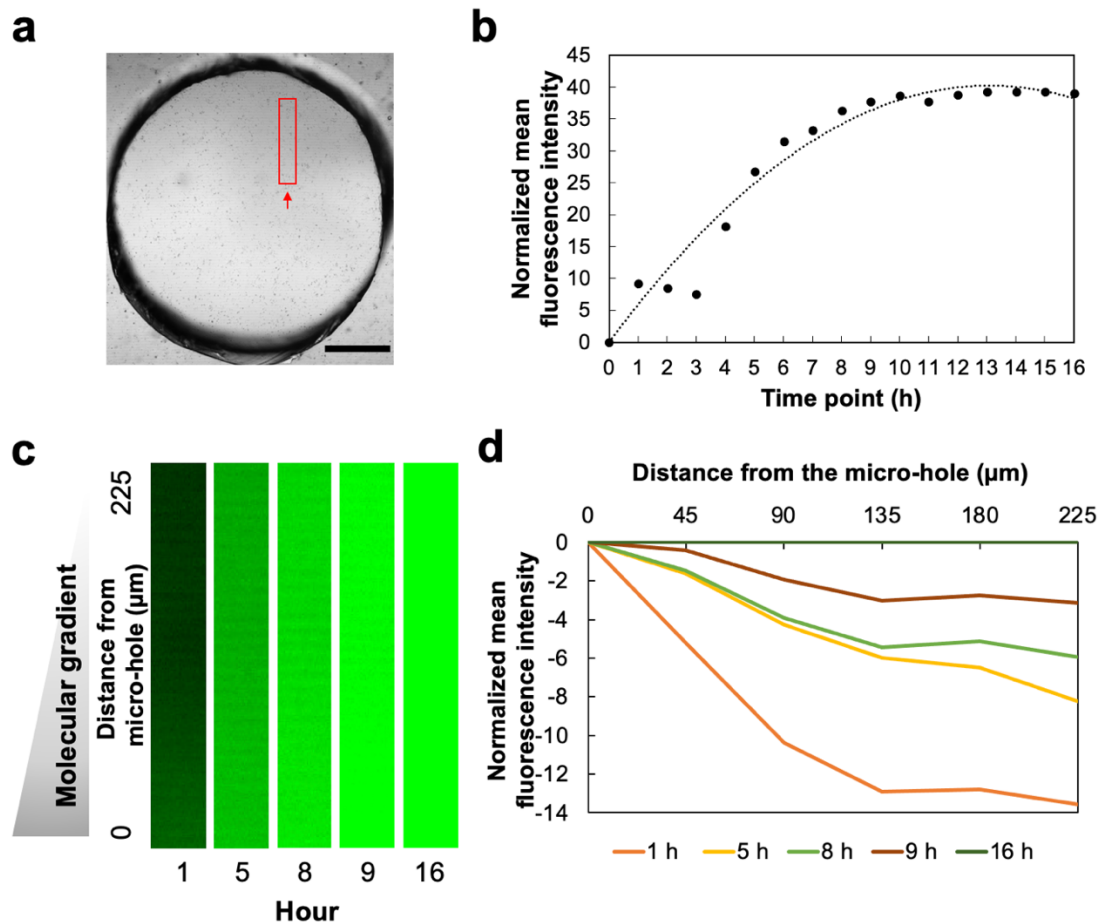 a
b
Normalized mean
fluorescence intensity
45
40
35
30
25
20
15
10
5
0
0 1 2 3 4 5 6 7 8 9 10 11 12 13 14 15 16
Time point (h)
c
Molecular gradient
Distance from
micro-hole (µm)
225
0
1 5 8 9 16
Hour
d
Distance from the micro-hole (µm)
0 45 90 135 180 225
Normalized mean
fluorescence intensity
0
-2
-4
-6
-8
-10
-12
-14
1 h 5 h 8 h 9 h 16 h